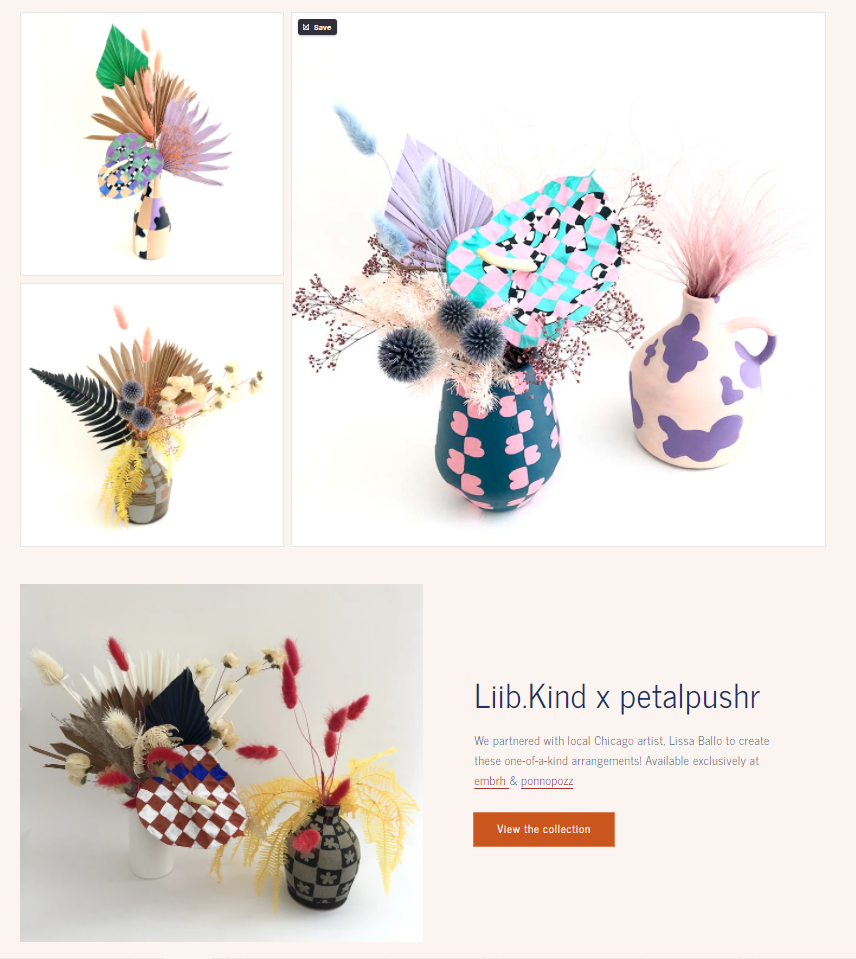 Save
Liib.Kind x petalpushr
We partnered with local Chicago artist, Lissa Ballo to create
these one-of-a-kind arrangements! Available exclusively at
embrh & ponnopozz
View the collection